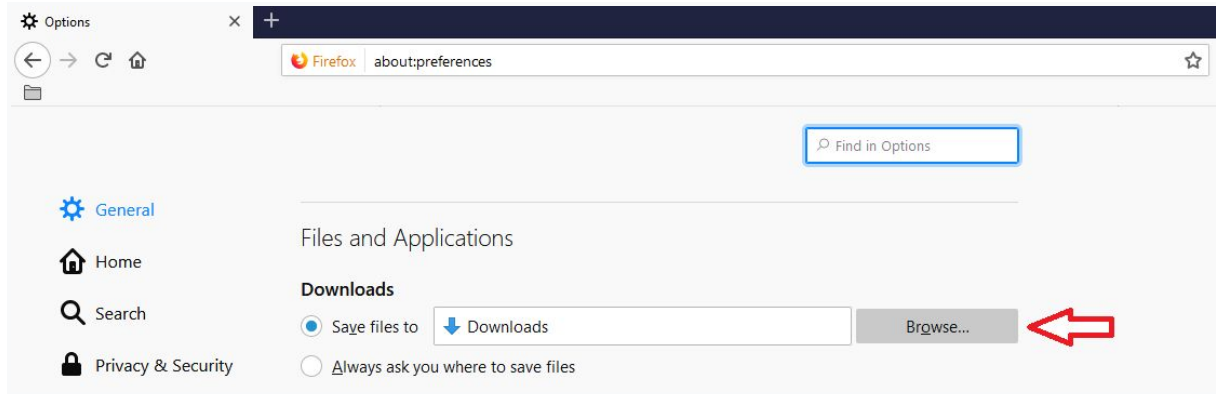 Options
Firefox about:preferences
Find in Options
General
Home
Search
Privacy & Security
Files and Applications
Downloads
Save files to Downloads Browse...
Always ask you where to save files